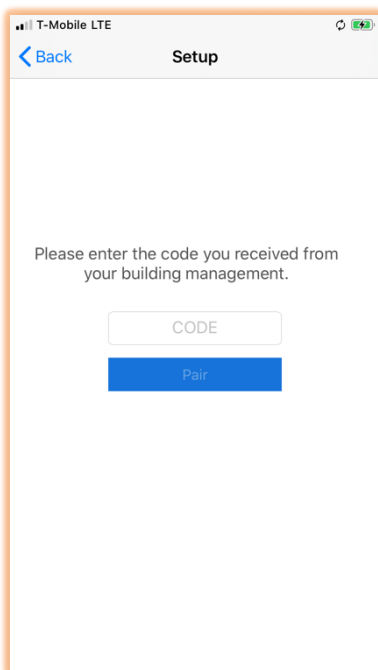 T-Mobile LTE
Back
Setup
Please enter the code you received from
your building management.
CODE
Pair